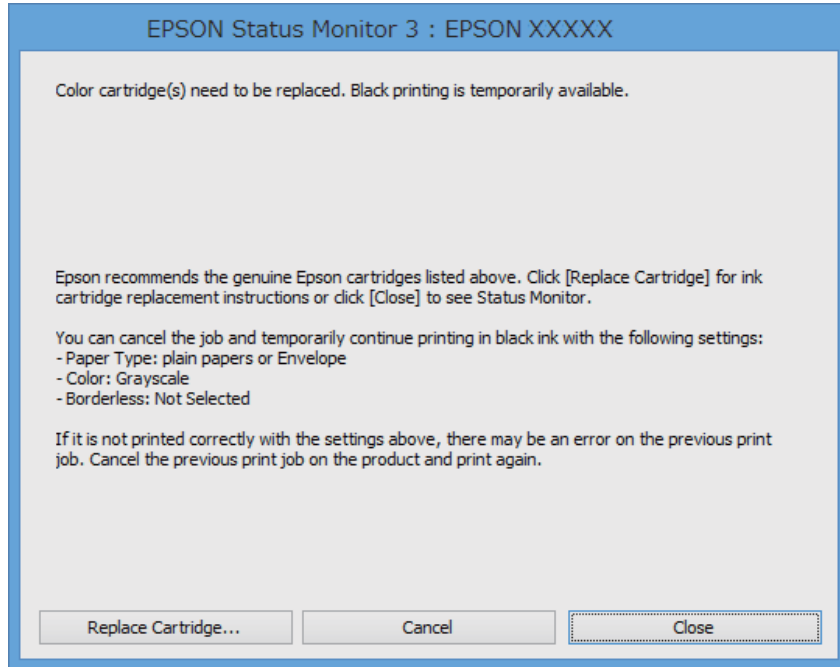 EPSON Status Monitor 3 : EPSON XXXXX
Color cartridge(s) need to be replaced. Black printing is temporarily available.
Epson recommends the genuine Epson cartridges listed above. Click [Replace Cartridge] for ink
cartridge replacement instructions or click [Close] to see Status Monitor.
You can cancel the job and temporarily continue printing in black ink with the following settings:
- Paper Type: plain papers or Envelope
- Color: Grayscale
- Borderless: Not Selected
If it is not printed correctly with the settings above, there may be an error on the previous print
job. Cancel the previous print job on the product and print again.
Replace Cartridge... Cancel Close